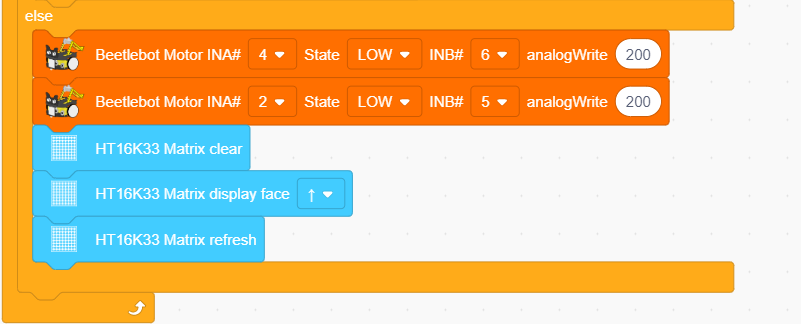 else
Beetlebot Motor INA# 4 State LOW INB# 6 analogWrite 200
Beetlebot Motor INA# 2 State LOW INB# 5 analogWrite 200
HT16K33 Matrix clear
HT16K33 Matrix display face ↑
HT16K33 Matrix refresh